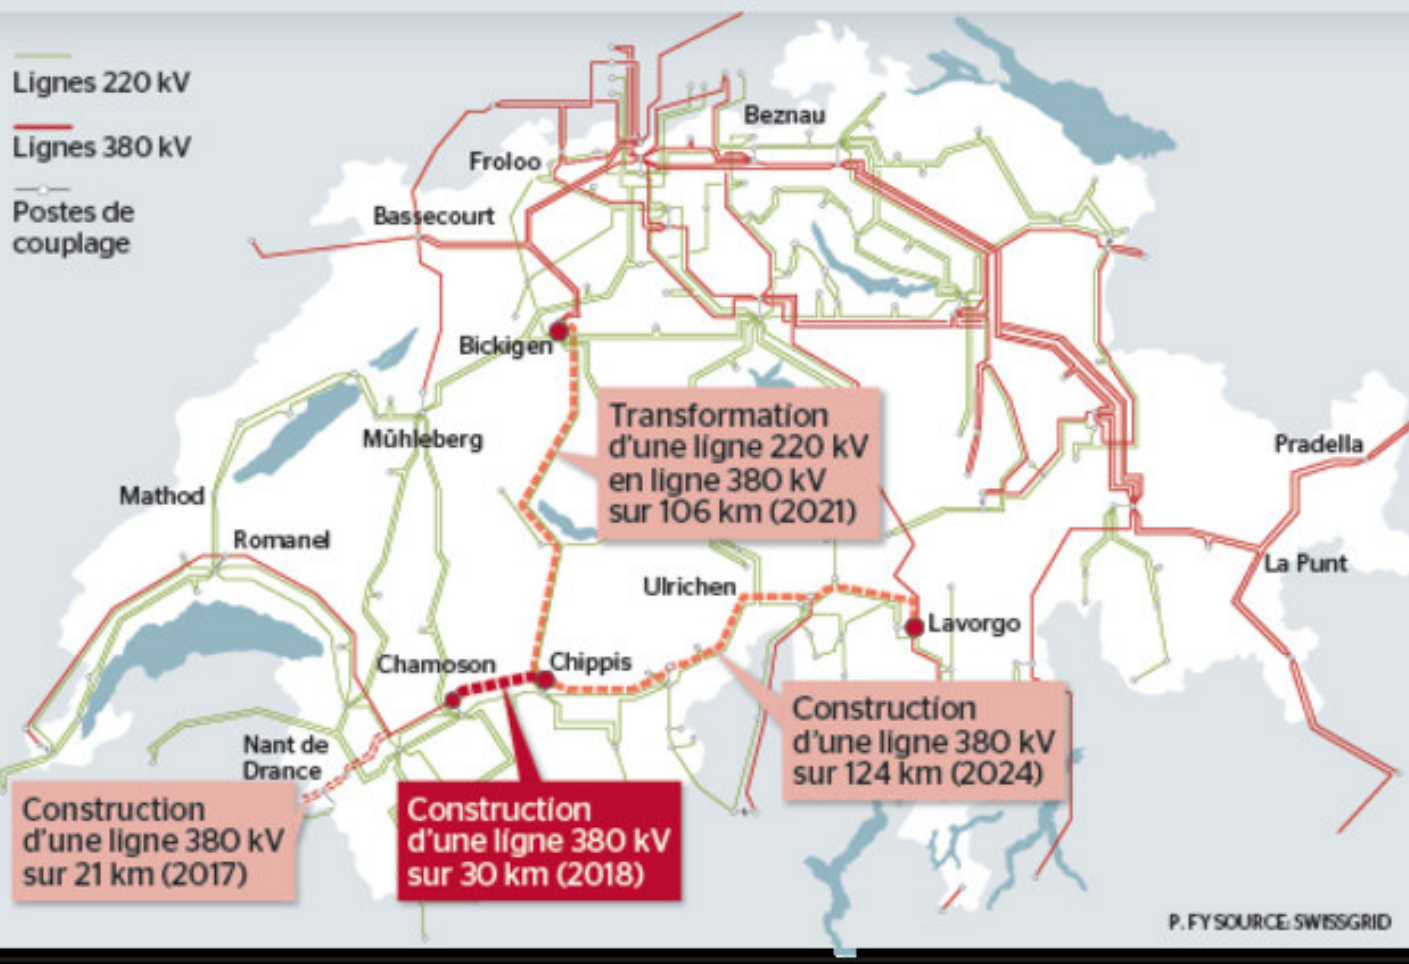 Lignes 220 kV
Lignes 380 kV
Postes de
couplage
Beznau
Froloo
Bassecourt
Bickigen
Mühleberg
Mathod
Romanel
Transformation
d'une ligne 220 kV
en ligne 380 kV
sur 106 km (2021)
Pradella
La Punt
Ulrichen
Lavorgo
Chamoson
Chippis
Nant de
Drance
Construction
d'une ligne 380 kV
sur 124 km (2024)
Construction
d'une ligne 380 kV
sur 21 km (2017)
Construction
d'une ligne 380 kV
sur 30 km (2018)
P. FY SOURCE: SWISSGRID